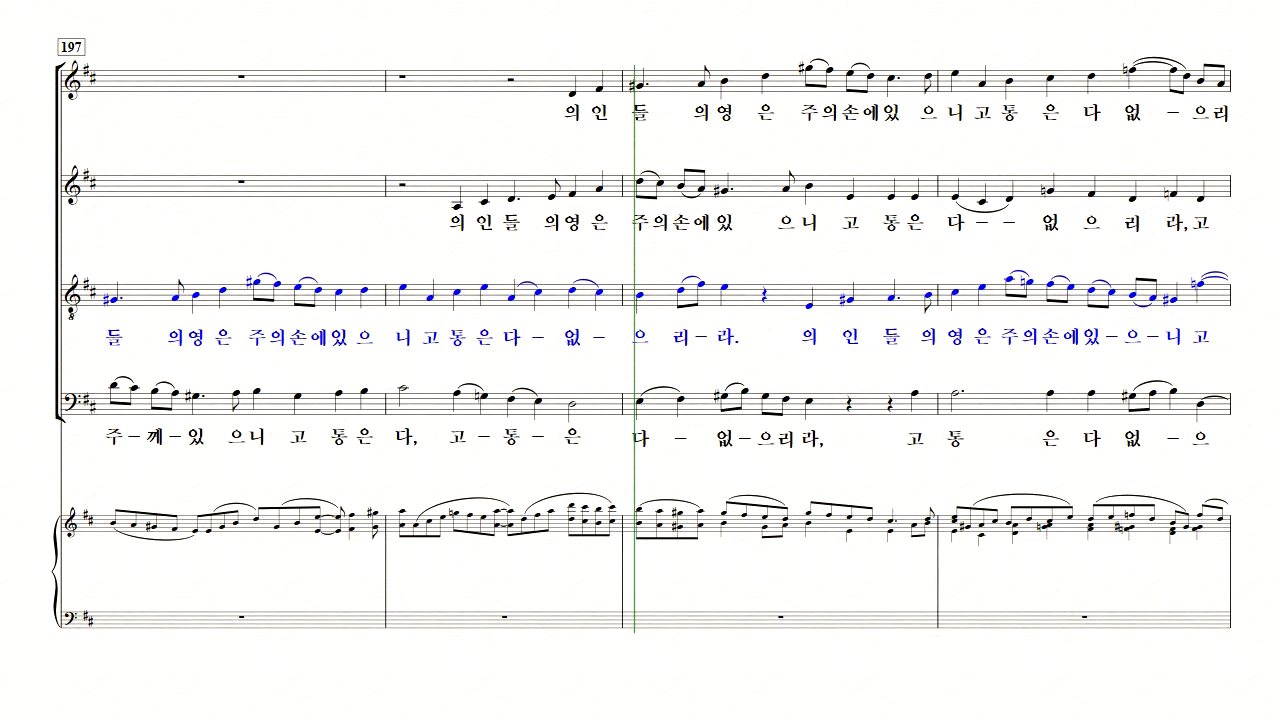 197
의 인 들 의 영 은 주의손에있 으 니 고 통 은 다 없 – 으 리
의 인 들 의 영 은 주의손에있 으 니 고 통 은 다 – – 없 으 리 라, 고
들 의 영 은 주의손에있 으 니 고 통 은 다 – 없 – 으 리 – 라. 의 인 들 의 영 은 주의손에있 – 으 – 니 고
주 – 께 – 있 으니 고 통 은 다, 고 – 통 – 은 다 – 없 – 으 리 라, 고 통 은 다 없 – 으